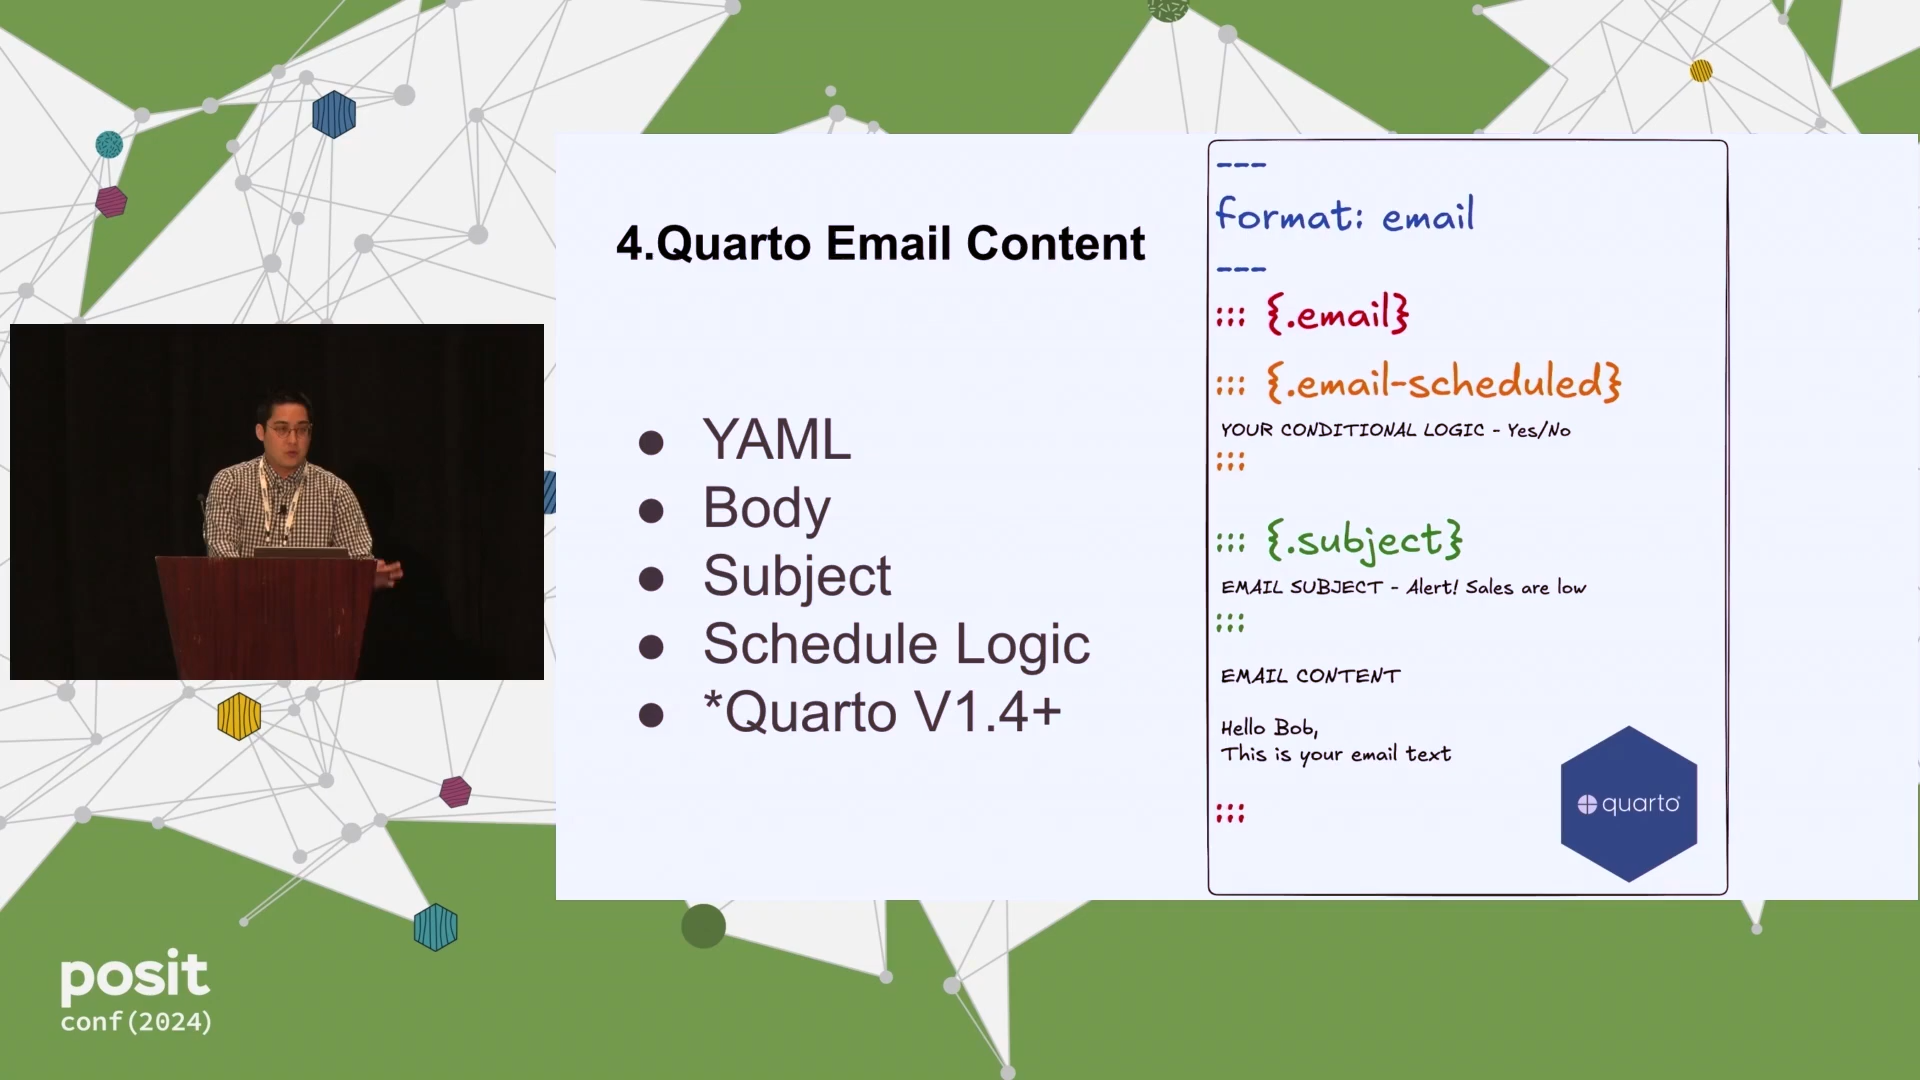 4.Quarto Email Content
● YAML
● Body
● Subject
● Schedule Logic
● *Quarto V1.4+
---
format: email
---
::: {.email}
::: {.email-scheduled}
YOUR CONDITIONAL LOGIC - Yes/No
:::
::: {.subject}
EMAIL SUBJECT - Alert! Sales are low
:::
EMAIL CONTENT
Hello Bob,
This is your email text
:::
quarto
posit
conf(2024)